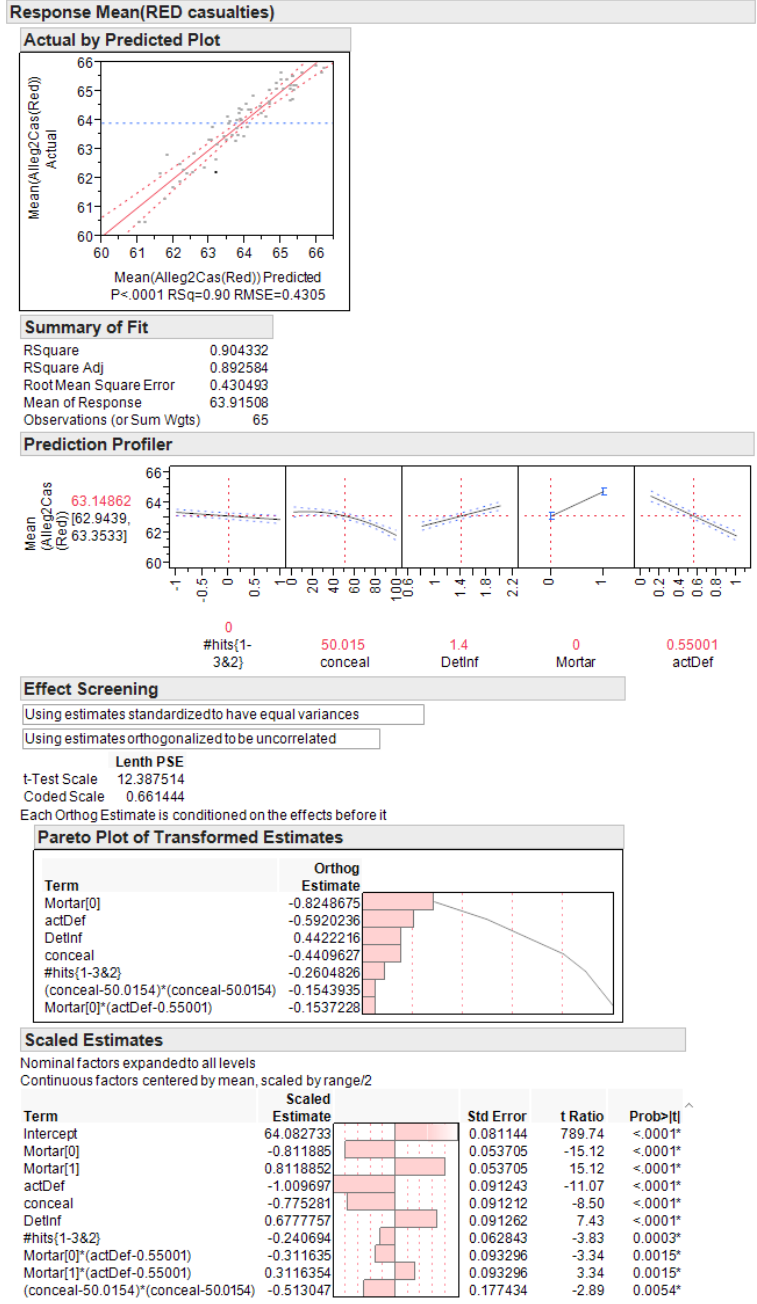 Response Mean(RED casualties)
Actual by Predicted Plot
Mean(Alleg2Cas(Red))
Actual
66
65
64
63
62
61
60
60 61 62 63 64 65 66
Mean(Alleg2Cas(Red)) Predicted
P<.0001 RSq=0.90 RMSE=0.4305
Summary of Fit
RSquare 0.904332
RSquare Adj 0.892584
Root Mean Square Error 0.430493
Mean of Response 63.91508
Observations (or Sum Wgts) 65
Prediction Profiler
Mean
(Alleg2Cas
(Red))
63.14862
[62.9439,
63.3533]
66
64
62
60
-1 -0.5 0 0.5 1 0 20 40 60 80 100 0.6 1 1.4 1.8 2.2 0 1 0 0.2 0.4 0.6 0.8 1
0
#hits{1-
3&2}
50.015
conceal
1.4
DetInf
0
Mortar
0.55001
actDef
Effect Screening
Using estimates standardized to have equal variances
Using estimates orthogonalized to be uncorrelated
Lenth PSE
t-Test Scale 12.387514
Coded Scale 0.661444
Each Orthog Estimate is conditioned on the effects before it
Pareto Plot of Transformed Estimates
Orthog
Term Estimate
Mortar[0] -0.8248675
actDef -0.5920236
DetInf 0.4422216
conceal -0.4409627
#hits{1-3&2} -0.2604826
(conceal-50.0154)*(conceal-50.0154) -0.1543935
Mortar[0]*(actDef-0.55001) -0.1537228
Scaled Estimates
Nominal factors expanded to all levels
Continuous factors centered by mean, scaled by range/2
Scaled
Term Estimate Std Error t Ratio Prob>|t|
Intercept 64.082733 0.081144 789.74 <.0001*
Mortar[0] -0.811885 0.053705 -15.12 <.0001*
Mortar[1] 0.8118852 0.053705 15.12 <.0001*
actDef -1.009697 0.091243 -11.07 <.0001*
conceal -0.775281 0.091212 -8.50 <.0001*
DetInf 0.6777757 0.091262 7.43 <.0001*
#hits{1-3&2} -0.240694 0.062843 -3.83 0.0003*
Mortar[0]*(actDef-0.55001) -0.311635 0.093296 -3.34 0.0015*
Mortar[1]*(actDef-0.55001) 0.3116354 0.093296 3.34 0.0015*
(conceal-50.0154)*(conceal-50.0154) -0.513047 0.177434 -2.89 0.0054*